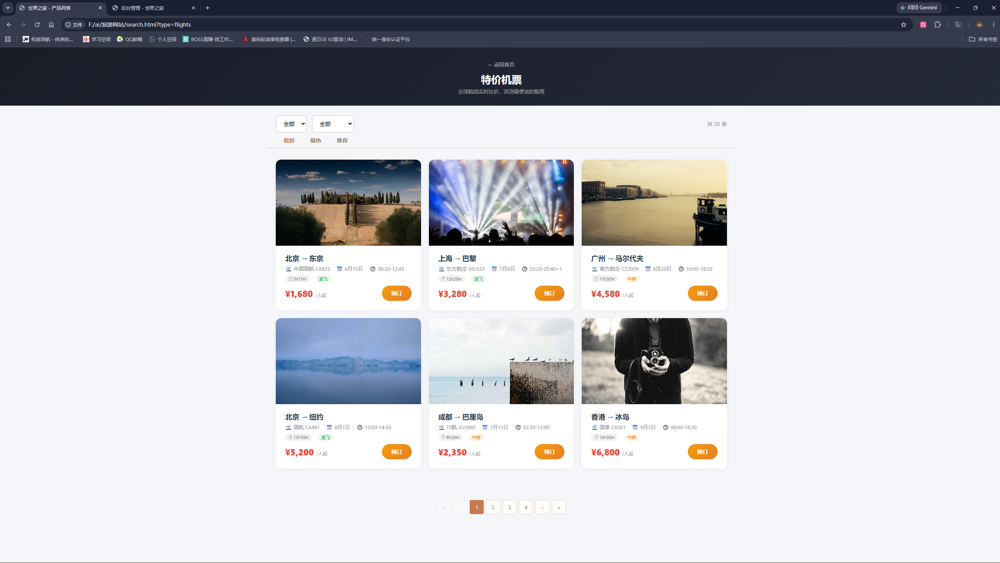 世界之旅 - 产品列表
后台管理 - 世界之旅
问问 Gemini
文件
F:/ai/旅游网站/search.html?type=flights
dc
机佬导航 - 纯净的...
学习空间
QQ邮箱
个人空间
BOSS直聘-找工作...
鼠标轮询率检查器 |...
逐日SE V2驱动 | IM...
统一身份认证平台
所有书签
← 返回首页
特价机票
全球航线实时比价，找到最便宜的航班
全部
全部
共 20 条
最新
最热
推荐
北京 → 东京
中国国航 CA925 6月15日 08:30-12:45
3h15m 直飞
¥1,680 /人起
预订
上海 → 巴黎
东方航空 MU553 7月8日 23:20-05:40+1
12h20m 直飞
¥3,280 /人起
预订
广州 → 马尔代夫
南方航空 CZ3059 6月20日 10:00-18:30
11h30m 中转
¥4,580 /人起
预订
北京 → 纽约
国航 CA981 8月1日 13:00-14:30
13h30m 直飞
¥5,200 /人起
预订
成都 → 巴厘岛
川航 3U3960 7月15日 02:30-12:00
9h30m 中转
¥2,350 /人起
预订
香港 → 冰岛
国泰 CX261 9月5日 08:00-18:30
16h30m 中转
¥6,800 /人起
预订
« ‹ 1 2 3 4 › »